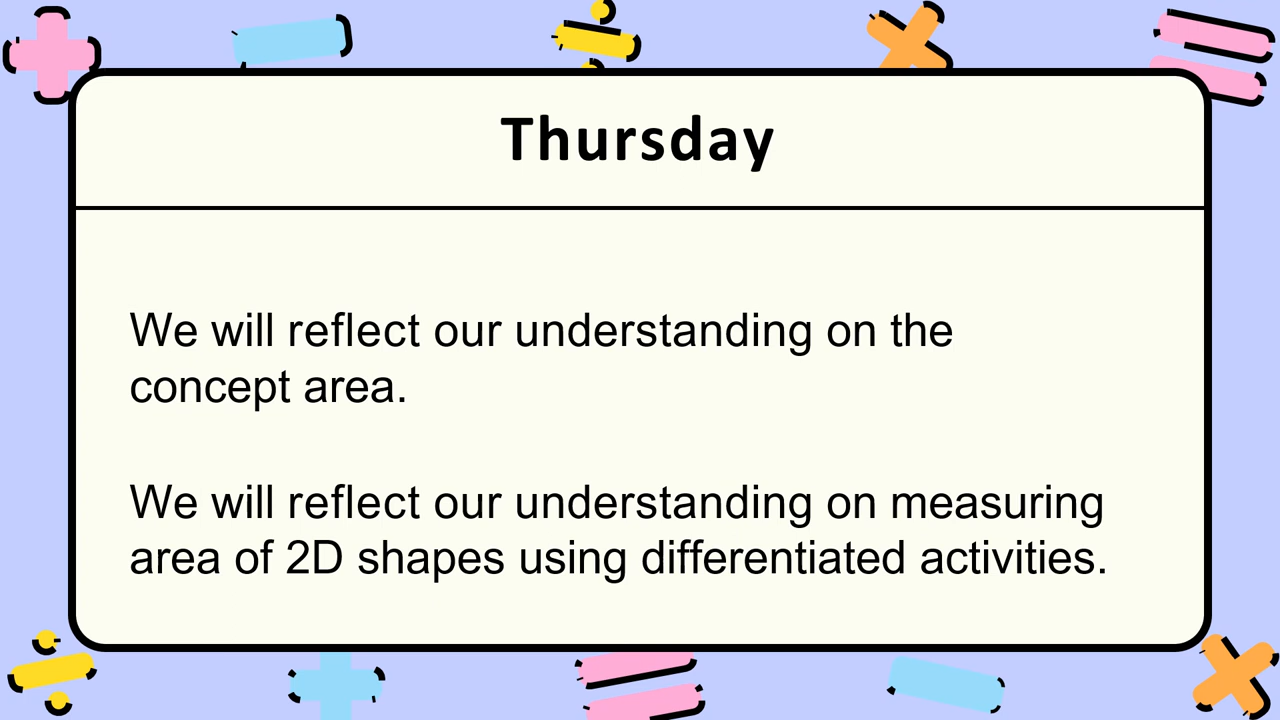 Thursday
We will reflect our understanding on the
concept area.
We will reflect our understanding on measuring
area of 2D shapes using differentiated activities.